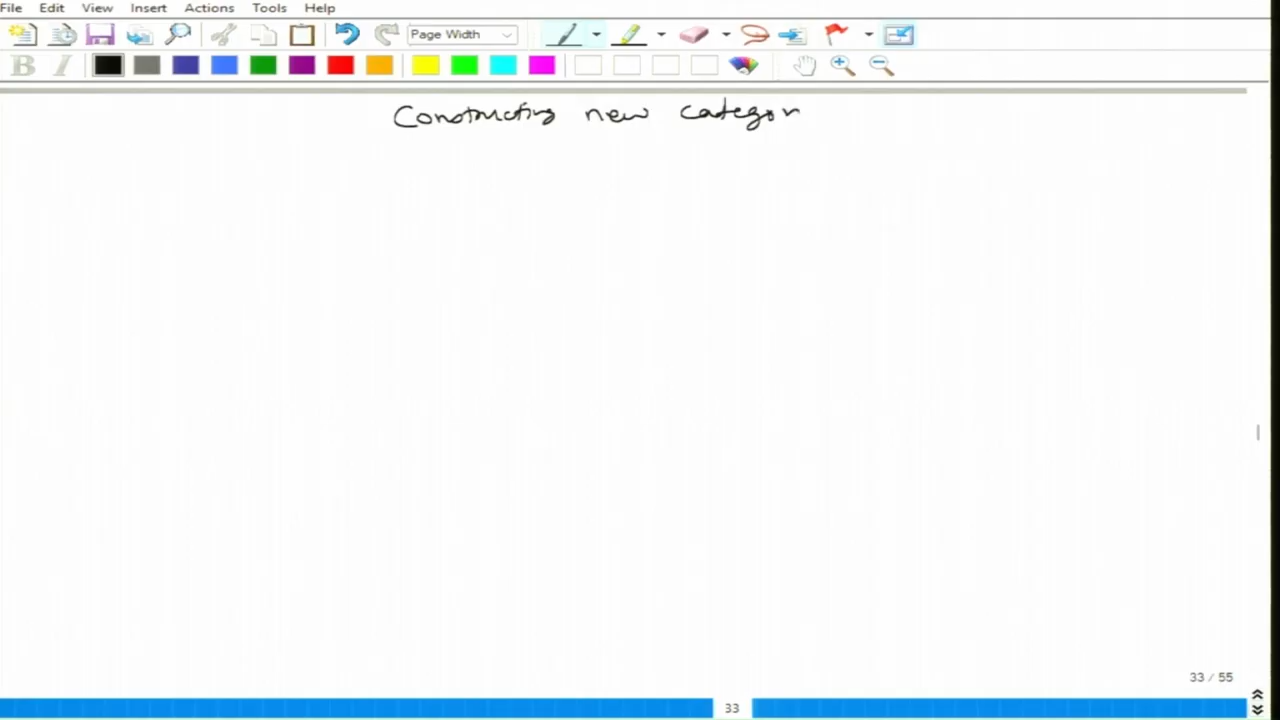 File Edit View Insert Actions Tools Help
Page Width
B I
Constructing new categor
33 / 55
33